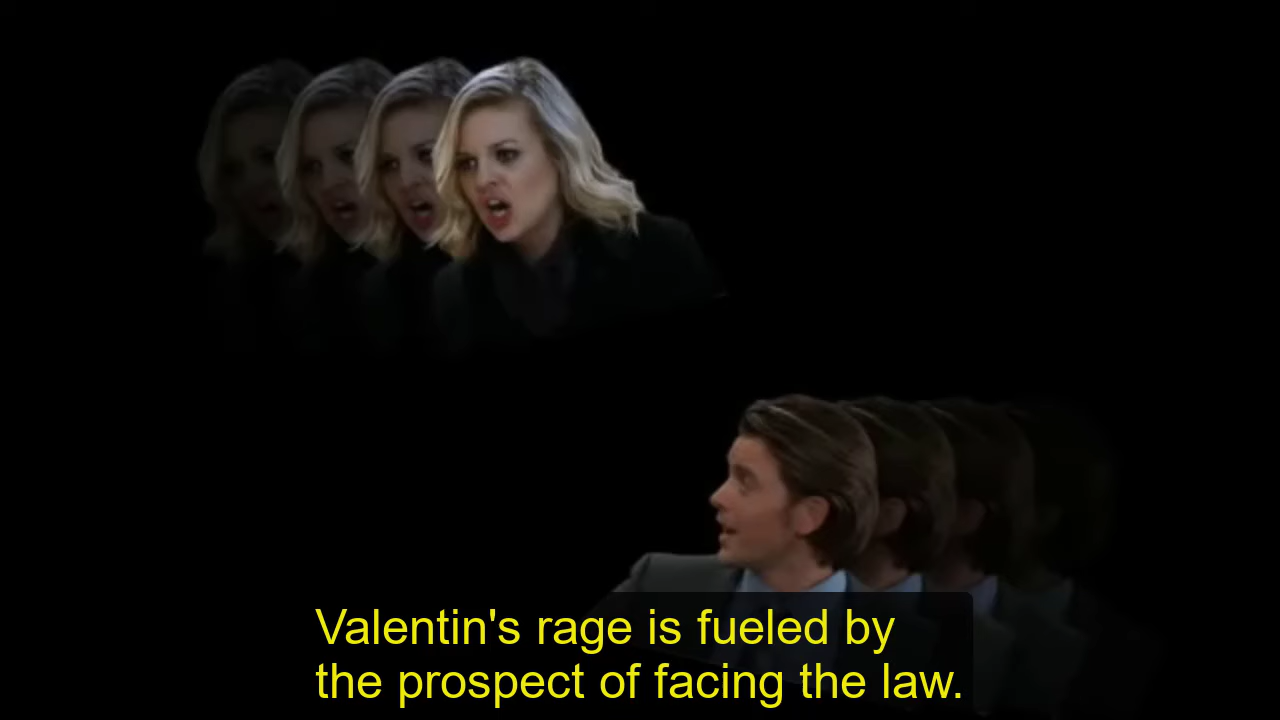 Valentin's rage is fueled by
the prospect of facing the law.